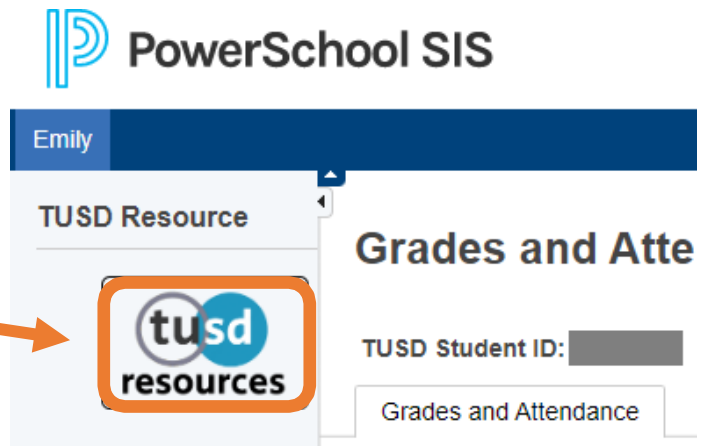 PowerSchool SIS
Emily
TUSD Resource
tusd
resources
Grades and Atte
TUSD Student ID:
Grades and Attendance